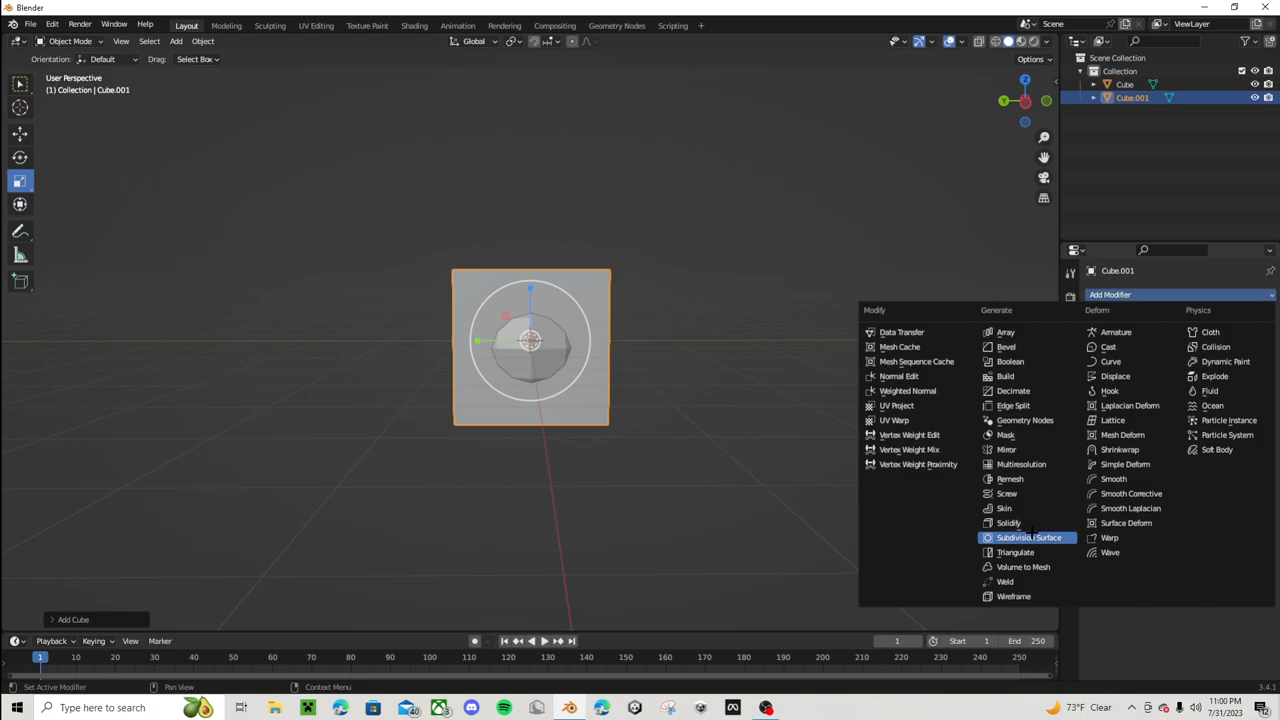 Blender
File Edit Render Window Help Layout Modeling Sculpting UV Editing Texture Paint Shading Animation Rendering Compositing Geometry Nodes Scripting + Scene ViewLayer
Object Mode View Select Add Object Global Options
Orientation: Default Drag: Select Box
User Perspective
(1) Collection | Cube.001
Z
Y
Scene Collection
Collection
Cube
Cube.001
Cube.001
Add Modifier
Modify Generate Deform Physics
Data Transfer Array Armature Cloth
Mesh Cache Bevel Cast Collision
Mesh Sequence Cache Boolean Curve Dynamic Paint
Normal Edit Build Displace Explode
Weighted Normal Decimate Hook Fluid
UV Project Edge Split Laplacian Deform Ocean
UV Warp Geometry Nodes Lattice Particle Instance
Vertex Weight Edit Mask Mesh Deform Particle System
Vertex Weight Mix Mirror Shrinkwrap Soft Body
Vertex Weight Proximity Multiresolution Simple Deform
Remesh Smooth
Screw Smooth Corrective
Skin Smooth Laplacian
Solidify Surface Deform
Subdivision Surface Warp
Triangulate Wave
Volume to Mesh
Weld
Wireframe
Add Cube
Playback Keying View Marker 1 Start 1 End 250
1 10 20 30 40 50 60 70 80 90 100 110 120 130 140 150 160 170 180 190 200 210 220 230 240 250
Set Active Modifier Pan View Context Menu 3.4.1
Type here to search 40 3 73°F Clear 11:00 PM
7/31/2023 12